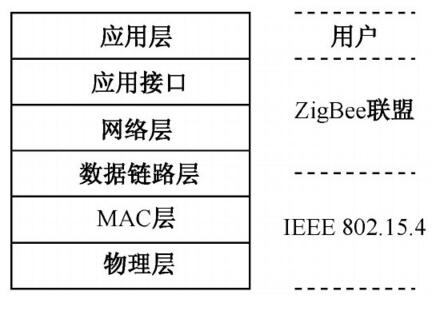 应用层 用户
应用接口
ZigBee联盟
网络层
数据链路层
MAC层
IEEE 802.15.4
物理层